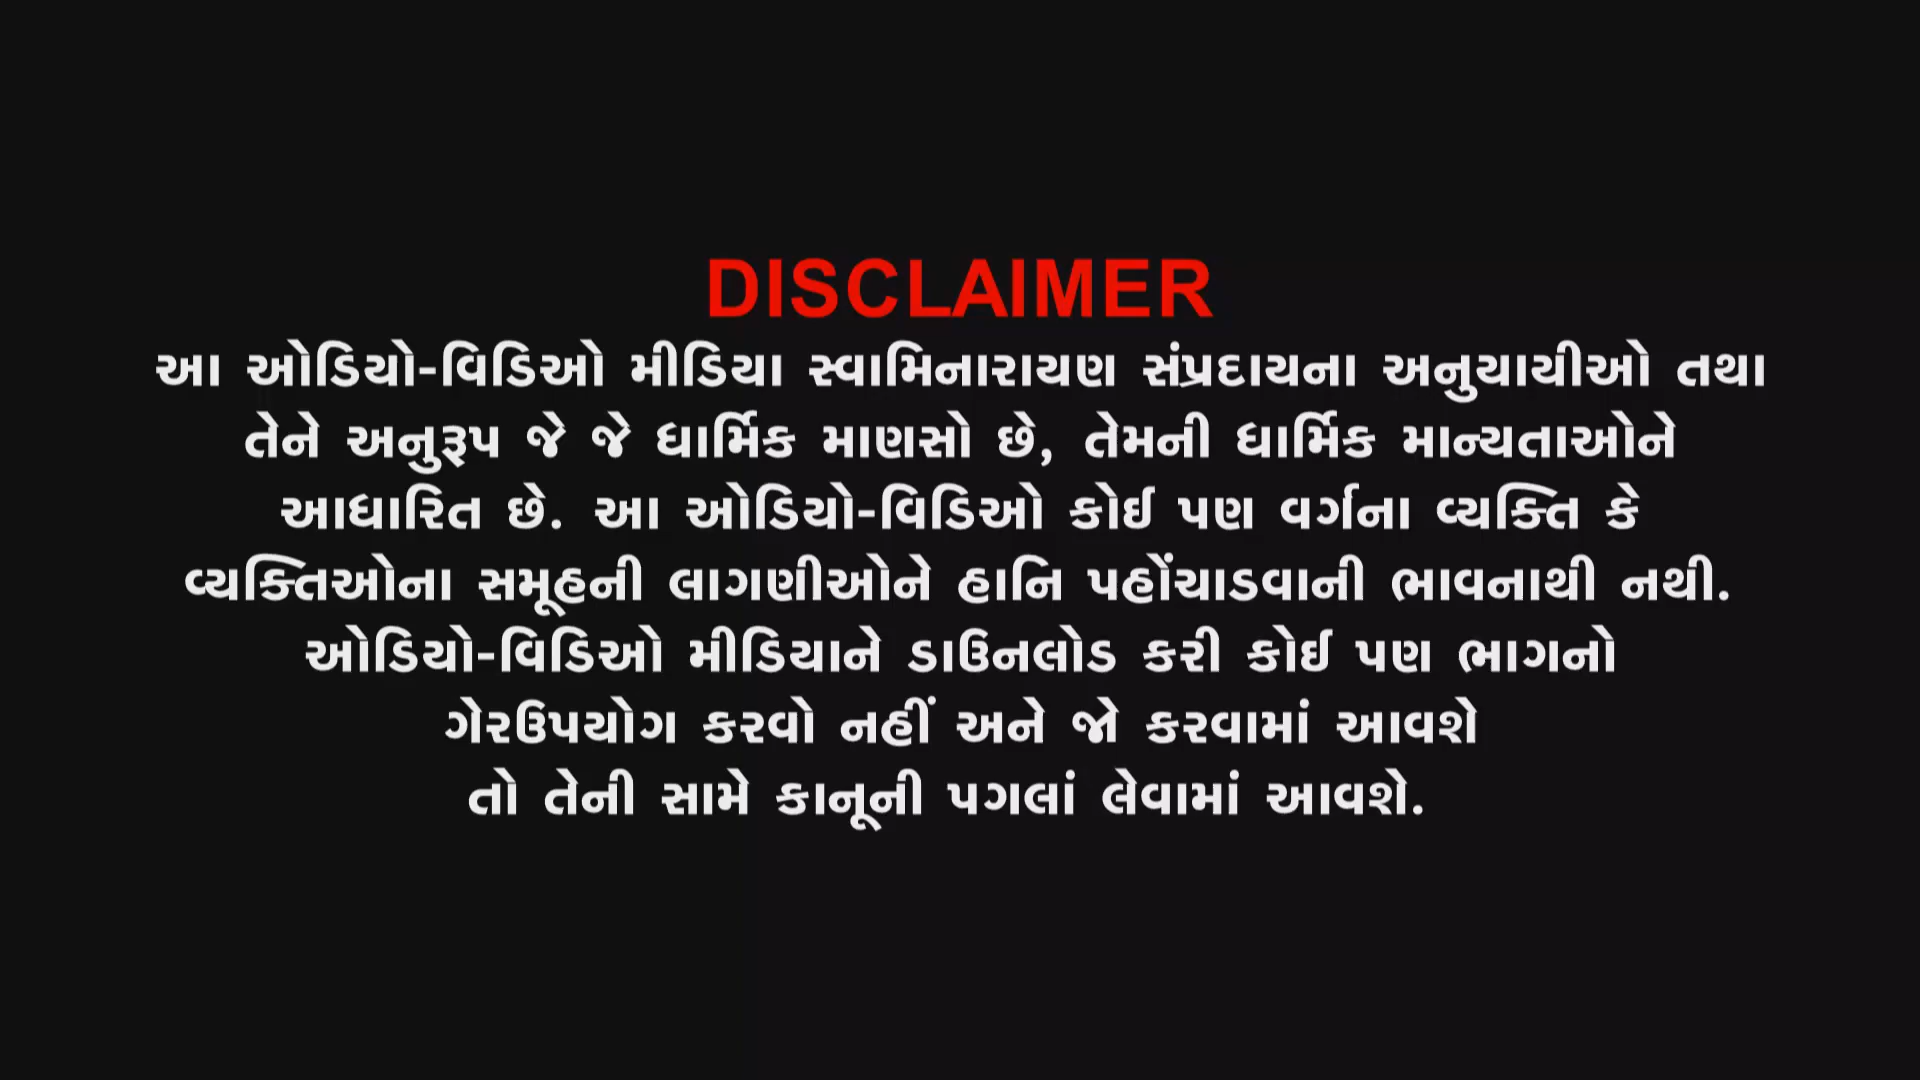 DISCLAIMER
આ ઓડિયો-વિડિઓ મીડિયા સ્વામિનારાયણ સંપ્રદાયના અનુયાયીઓ તથા
તેને અનુરૂપ જે જે ધાર્મિક માણસો છે, તેમની ધાર્મિક માન્યતાઓને
આધારિત છે. આ ઓડિયો-વિડિઓ કોઈ પણ વર્ગના વ્યક્તિ કે
વ્યક્તિઓના સમૂહની લાગણીઓને હાનિ પહોંચાડવાની ભાવનાથી નથી.
ઓડિયો-વિડિઓ મીડિયાને ડાઉનલોડ કરી કોઈ પણ ભાગનો
ગેરઉપયોગ કરવો નહીં અને જો કરવામાં આવશે
તો તેની સામે કાનૂની પગલાં લેવામાં આવશે.